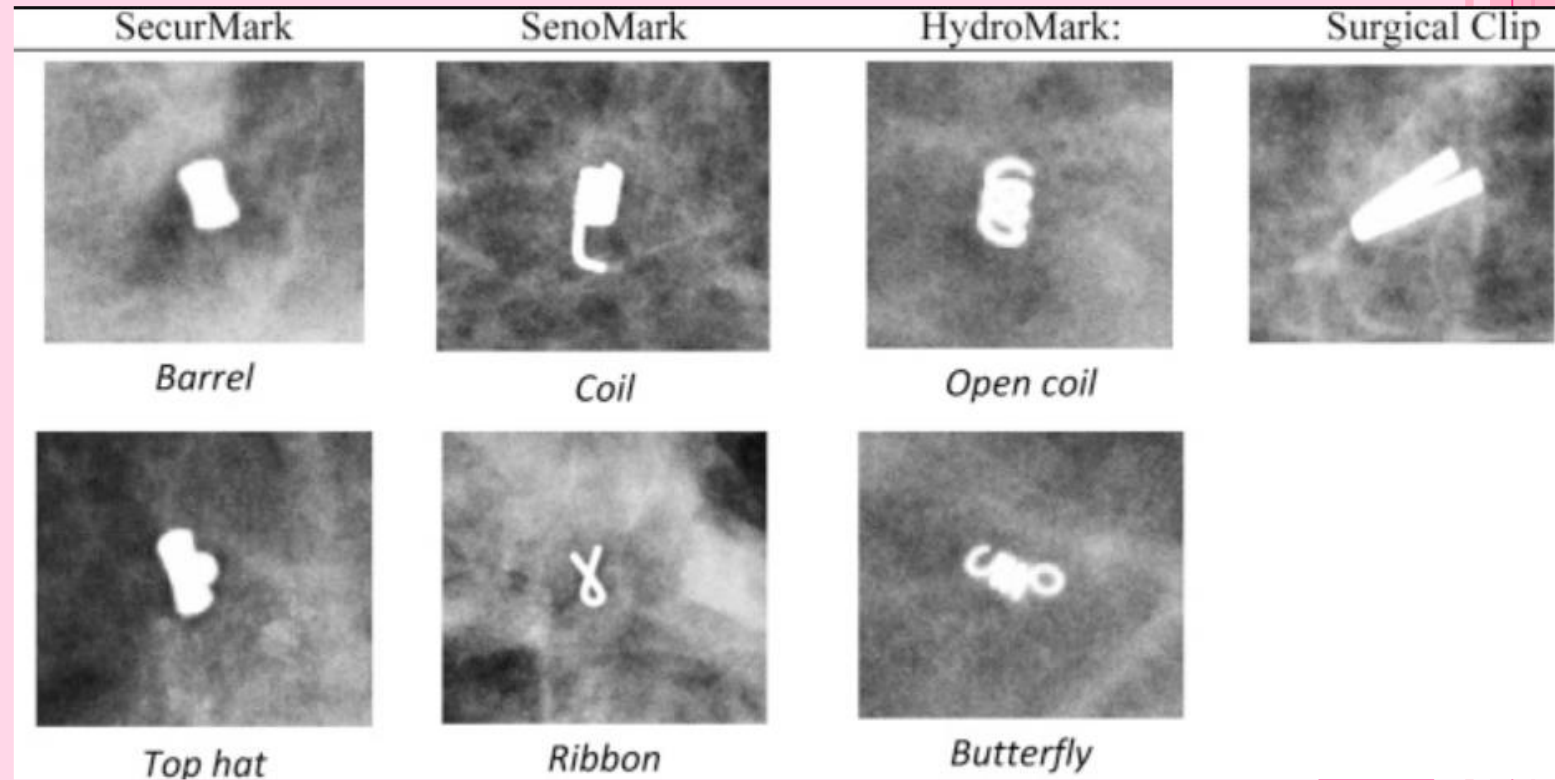 SecurMark SenoMark HydroMark: Surgical Clip
Barrel Coil Open coil
Top hat Ribbon Butterfly